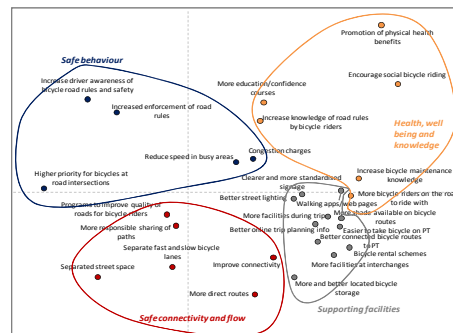 Promotion of physical health
benefits
Safe behaviour
Encourage social bicycle riding
Increase driver awareness of
bicycle road rules and safety
More education/confidence
courses
Increased enforcement of road
rules
Increase knowledge of road rules
by bicycle riders
Health, well
being and
knowledge
Congestion charges
Reduce speed in busy areas
Higher priority for bicycles at
road intersections
Increase bicycle maintenance
knowledge
Clearer and more standardised
signage
More bicycle riders on the road
to ride with
Better street lighting
Walking apps/web pages
Programs to improve quality of
roads for bicycle riders
More facilities during trip
More shade available on bicycle
routes
More responsible sharing of
paths
Better online trip planning info
Easier to take bicycle on PT
Better connected bicycle routes
to PT
Separate fast and slow bicycle
lanes
Bicycle rental schemes
Improve connectivity
More facilities at interchanges
Separated street space
More and better located bicycle
storage
More direct routes
Supporting facilities
Safe connectivity and flow